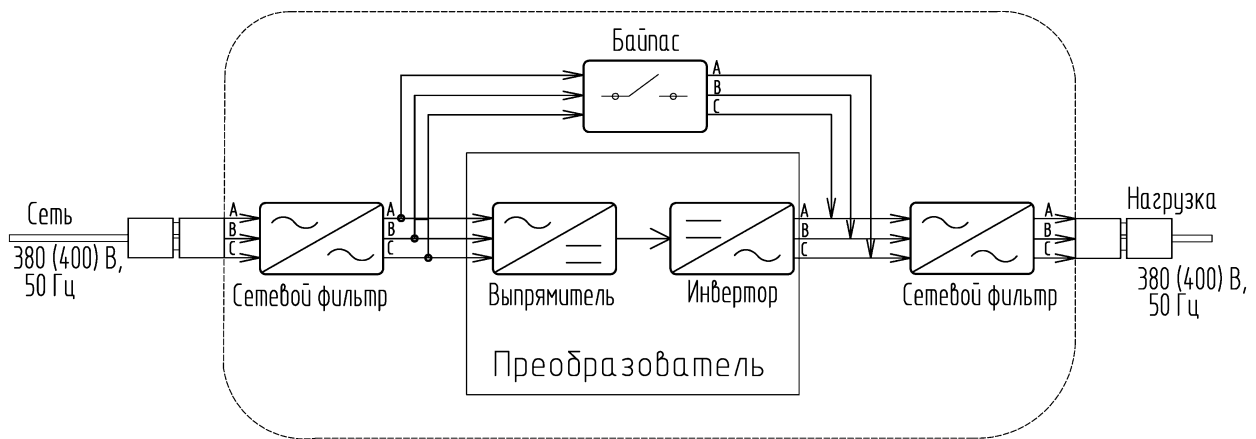 Байпас
A
B
C
Сеть
380 (400) В,
50 Гц
A
B
C
Сетевой фильтр
A
B
C
Выпрямитель
Инвертор
A
B
C
Сетевой фильтр
A
B
C
Нагрузка
380 (400) В,
50 Гц
Преобразователь